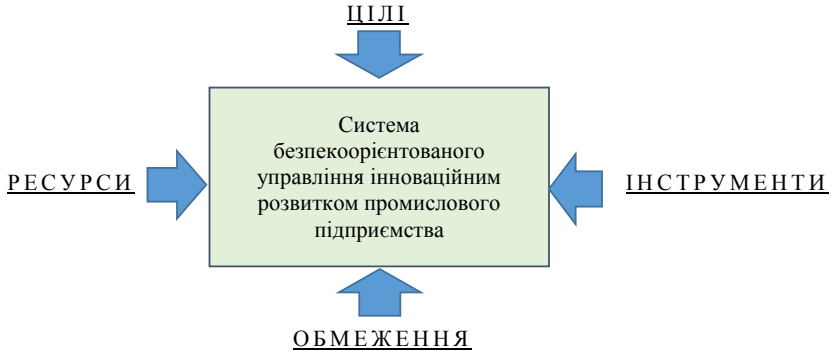 ЦІЛІ
Система
безпекоорієнтованого
управління інноваційним
розвитком промислового
підприємства
РЕСУРСИ
ІНСТРУМЕНТИ
ОБМЕЖЕННЯ